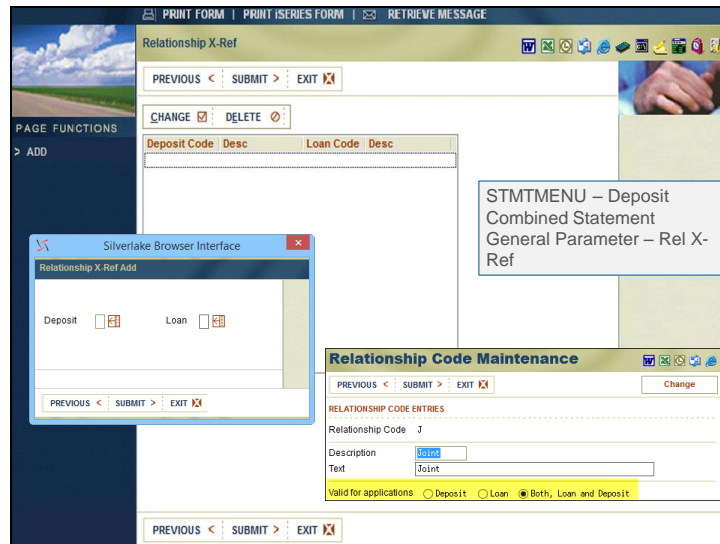 PRINT FORM | PRINT iSERIES FORM | RETRIEVE MESSAGE
Relationship X-Ref
PREVIOUS < SUBMIT > EXIT
CHANGE DELETE
PAGE FUNCTIONS
> ADD
Deposit Code Desc Loan Code Desc
STMTMENU – Deposit
Combined Statement
General Parameter – Rel X-
Ref
Silverlake Browser Interface
Relationship X-Ref Add
Deposit Loan
PREVIOUS < SUBMIT > EXIT
Relationship Code Maintenance
PREVIOUS < SUBMIT > EXIT Change
RELATIONSHIP CODE ENTRIES
Relationship Code J
Description Joint
Text Joint
Valid for applications Deposit Loan Both, Loan and Deposit
PREVIOUS < SUBMIT > EXIT